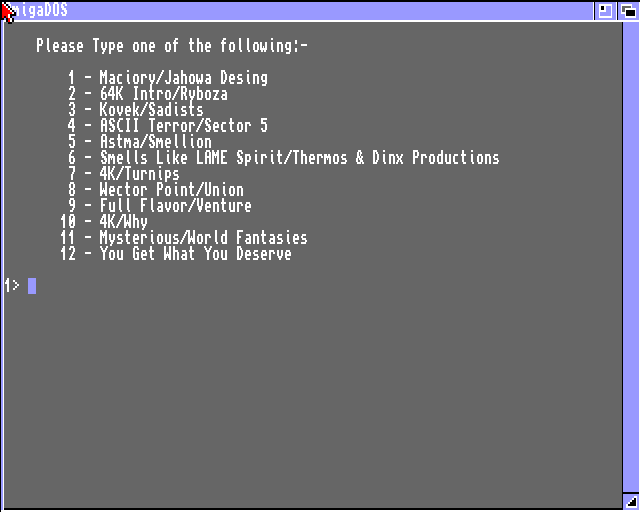 AmigaDOS
Please Type one of the following:-
1 - Maciory/Jahowa Desing
2 - 64K Intro/Ryboza
3 - Kovek/Sadists
4 - ASCII Terror/Sector 5
5 - Astma/Smellion
6 - Smells Like LAME Spirit/Thermos & Dinx Productions
7 - 4K/Turnips
8 - Wector Point/Union
9 - Full Flavor/Venture
10 - 4K/Why
11 - Mysterious/World Fantasies
12 - You Get What You Deserve
1>